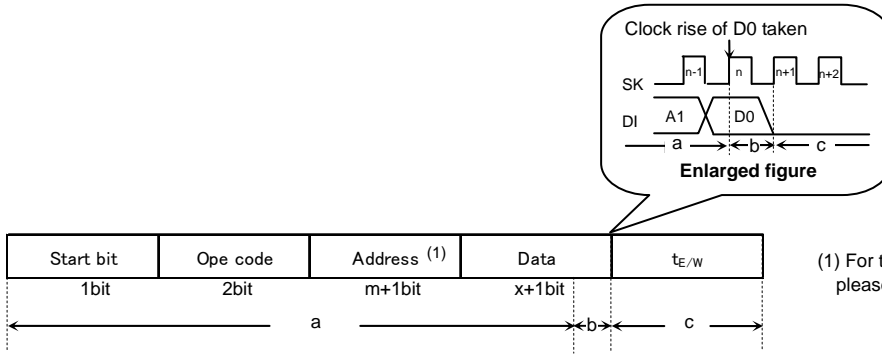 Clock rise of D0 taken
SK n-1 n n+1 n+2
DI A1 D0
a b c
Enlarged figure
Start bit Ope code Address (1) Data tE/W
1bit 2bit m+1bit x+1bit
a b c
(1) For t
please